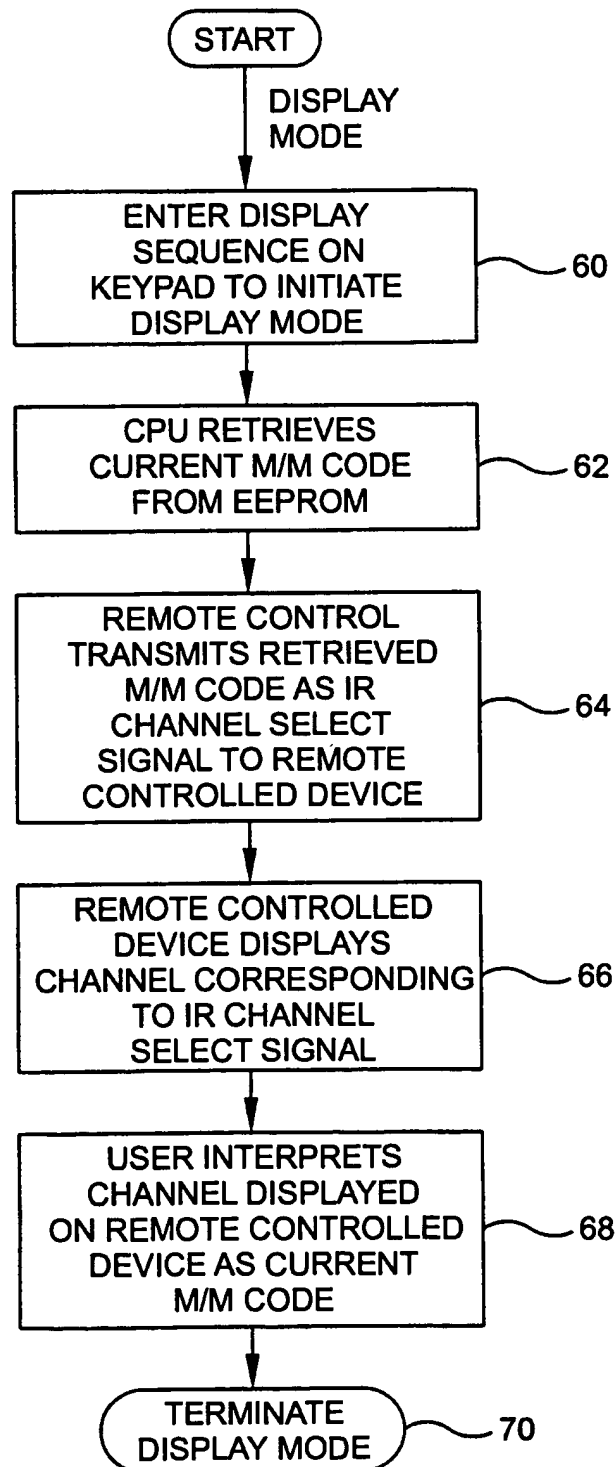 START
DISPLAY
MODE
ENTER DISPLAY
SEQUENCE ON
KEYPAD TO INITIATE
DISPLAY MODE
60
CPU RETRIEVES
CURRENT M/M CODE
FROM EEPROM
62
REMOTE CONTROL
TRANSMITS RETRIEVED
M/M CODE AS IR
CHANNEL SELECT
SIGNAL TO REMOTE
CONTROLLED DEVICE
64
REMOTE CONTROLLED
DEVICE DISPLAYS
CHANNEL CORRESPONDING
TO IR CHANNEL
SELECT SIGNAL
66
USER INTERPRETS
CHANNEL DISPLAYED
ON REMOTE CONTROLLED
DEVICE AS CURRENT
M/M CODE
68
TERMINATE
DISPLAY MODE
70